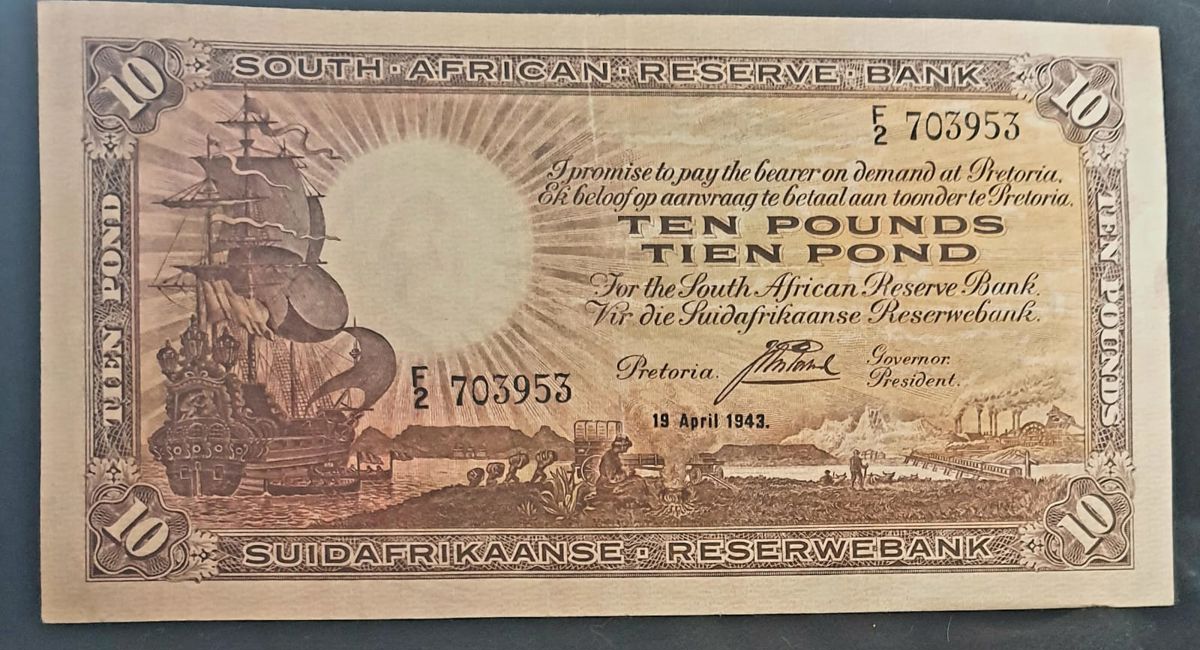 10
SOUTH · AFRICAN · RESERVE · BANK
10
F/2 703953
I promise to pay the bearer on demand at Pretoria.
Ek beloof op aanvraag te betaal aan toonder te Pretoria.
TEN POUNDS
TIEN POND
For the South African Reserve Bank.
Vir die Suidafrikaanse Reserwebank.
Pretoria.
Governor.
President.
F/2 703953
19 April 1943.
TIEN POND
TEN POUNDS
10
SUIDAFRIKAANSE · RESERWEBANK
10